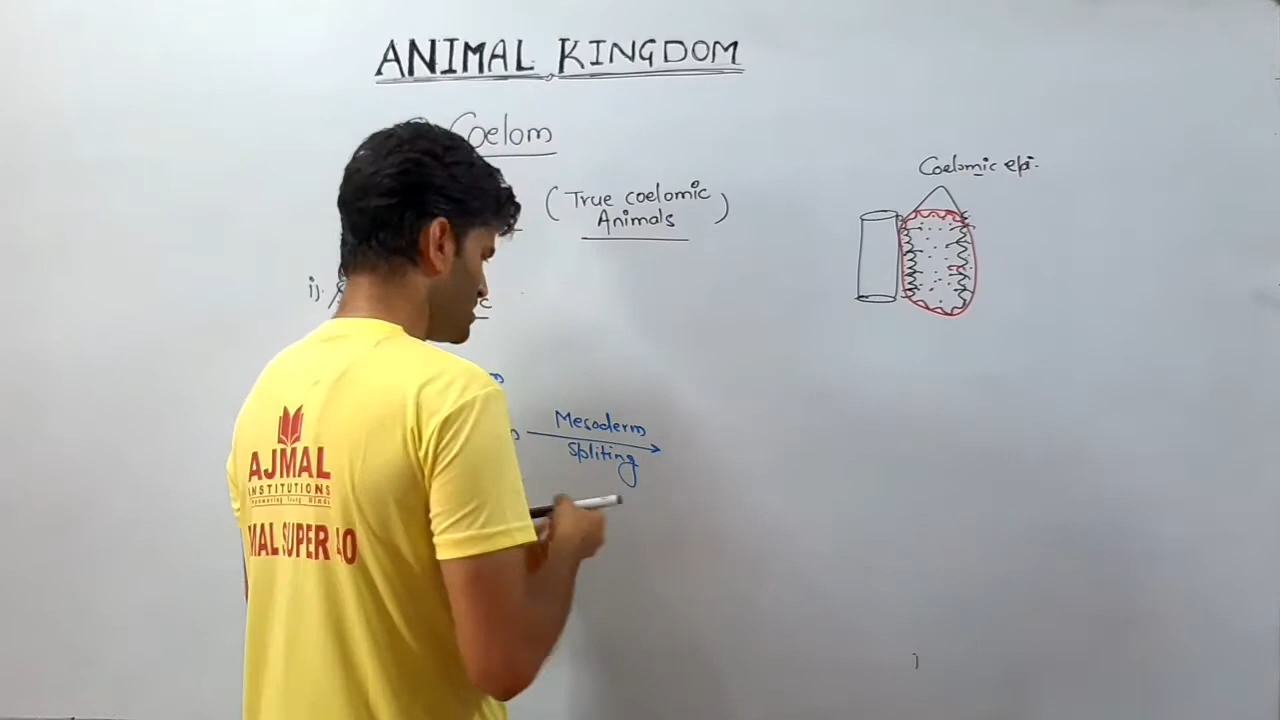 ANIMAL KINGDOM
Coelom
Coelomic epi.
(True coelomic
Animals)
i).
Mesoderm
Spliting
AJMAL
INSTITUTIONS
MAL SUPER 40